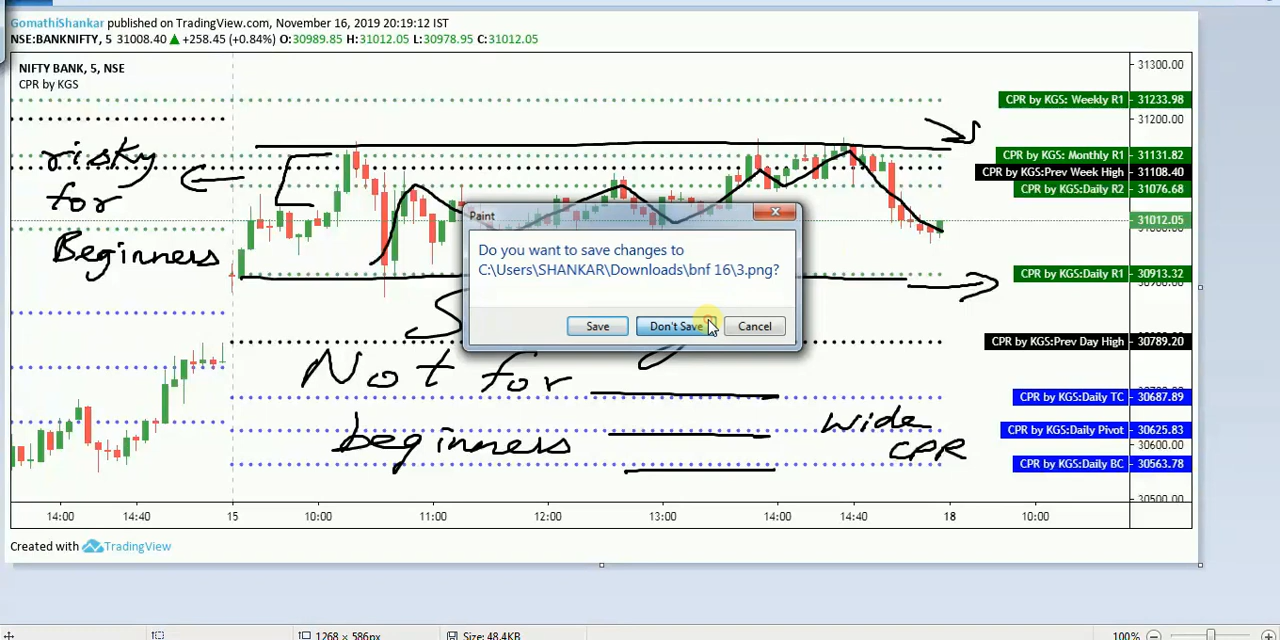 GomathiShankar published on TradingView.com, November 16, 2019 20:19:12 IST
NSE:BANKNIFTY, 5 31008.40 ▲ +258.45 (+0.84%) O:30989.85 H:31012.05 L:30978.95 C:31012.05
NIFTY BANK, 5, NSE
CPR by KGS
31300.00
CPR by KGS: Weekly R1 31233.98
31200.00
CPR by KGS: Monthly R1 31131.82
CPR by KGS:Prev Week High 31108.40
CPR by KGS:Daily R2 31076.68
31012.05
CPR by KGS:Daily R1 30913.32
CPR by KGS:Prev Day High 30789.20
CPR by KGS:Daily TC 30687.89
CPR by KGS:Daily Pivot 30625.83
30600.00
CPR by KGS:Daily BC 30563.78
30500.00
risky
for
Beginners
Paint
Do you want to save changes to
C:\Users\SHANKAR\Downloads\bnf 16\3.png?
Save Don't Save Cancel
Not for
beginners
wide
CPR
14:00 14:40 15 10:00 11:00 12:00 13:00 14:00 14:40 18 10:00
Created with TradingView
1268 × 586px Size: 48.4KB 100%